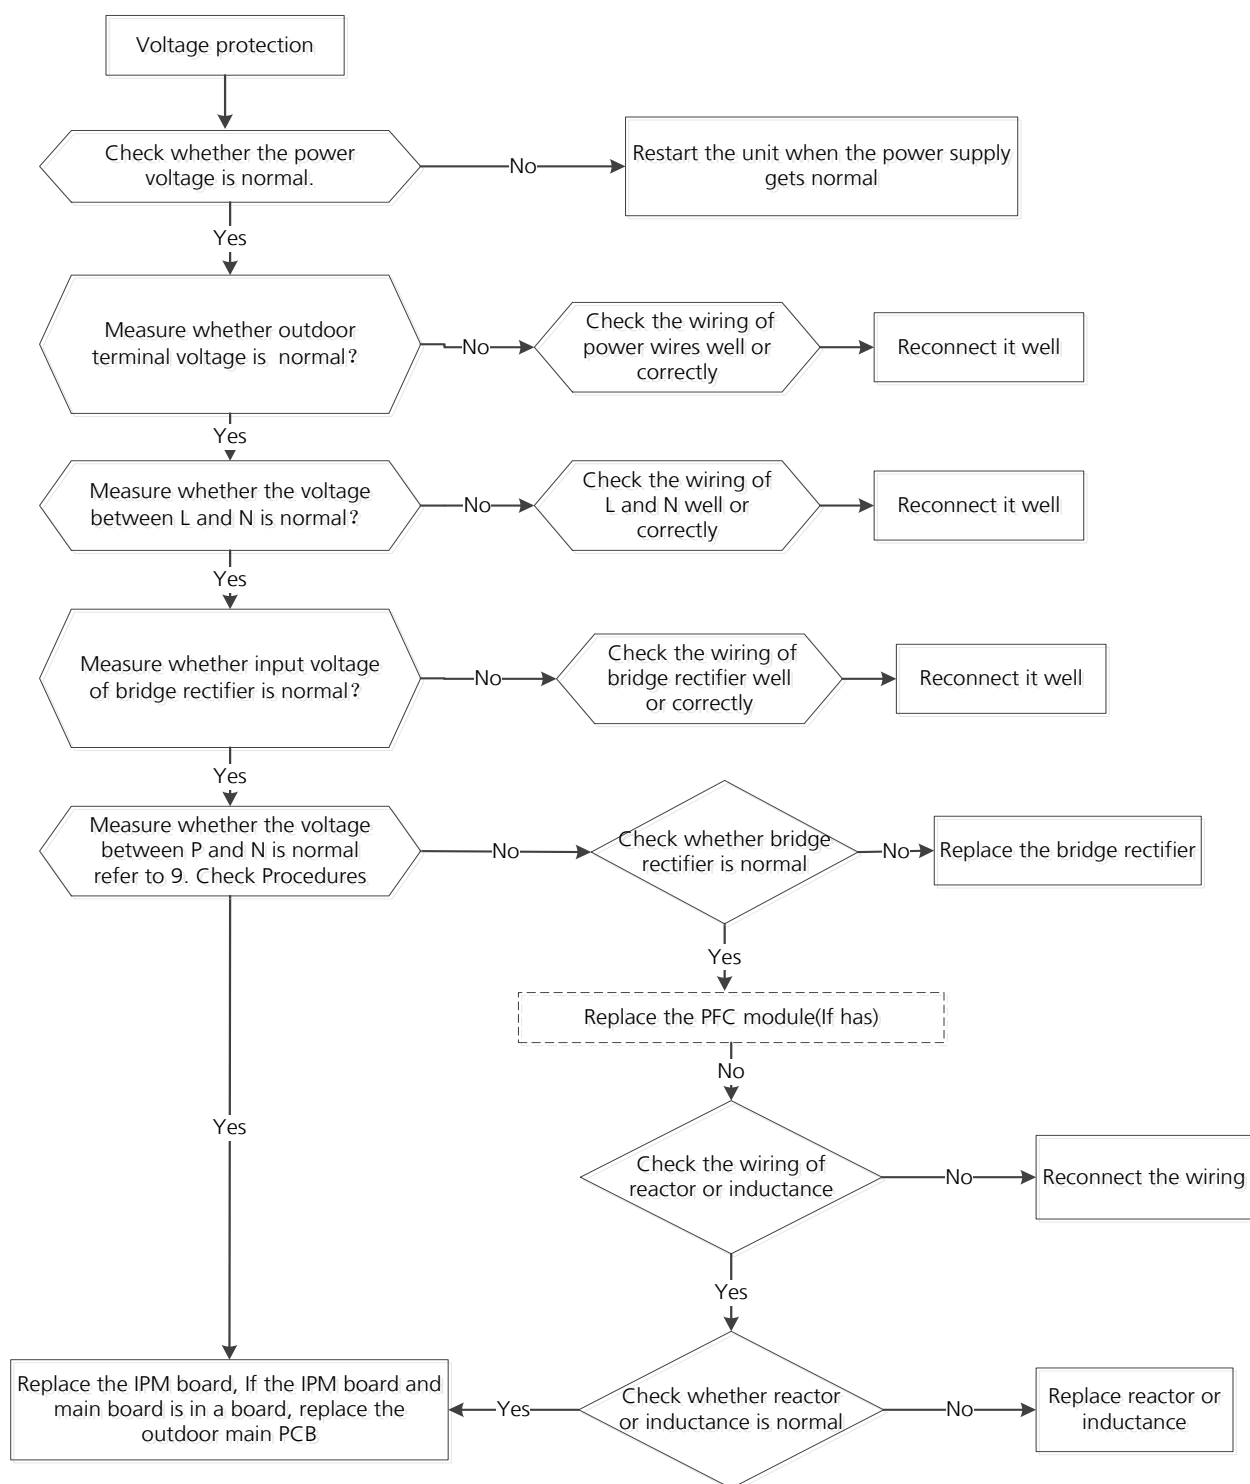 Voltage protection
Check whether the power
voltage is normal.
No
Restart the unit when the power supply
gets normal
Yes
Measure whether outdoor
terminal voltage is normal?
No
Check the wiring of
power wires well or
correctly
Reconnect it well
Yes
Measure whether the voltage
between L and N is normal?
No
Check the wiring of
L and N well or
correctly
Reconnect it well
Yes
Measure whether input voltage
of bridge rectifier is normal?
No
Check the wiring of
bridge rectifier well
or correctly
Reconnect it well
Yes
Measure whether the voltage
between P and N is normal
refer to 9. Check Procedures
No
Check whether bridge
rectifier is normal
No
Replace the bridge rectifier
Yes
Replace the PFC module(If has)
No
Yes
Check the wiring of
reactor or inductance
No
Reconnect the wiring
Yes
Replace the IPM board, If the IPM board and
main board is in a board, replace the
outdoor main PCB
Yes
Check whether reactor
or inductance is normal
No
Replace reactor or
inductance